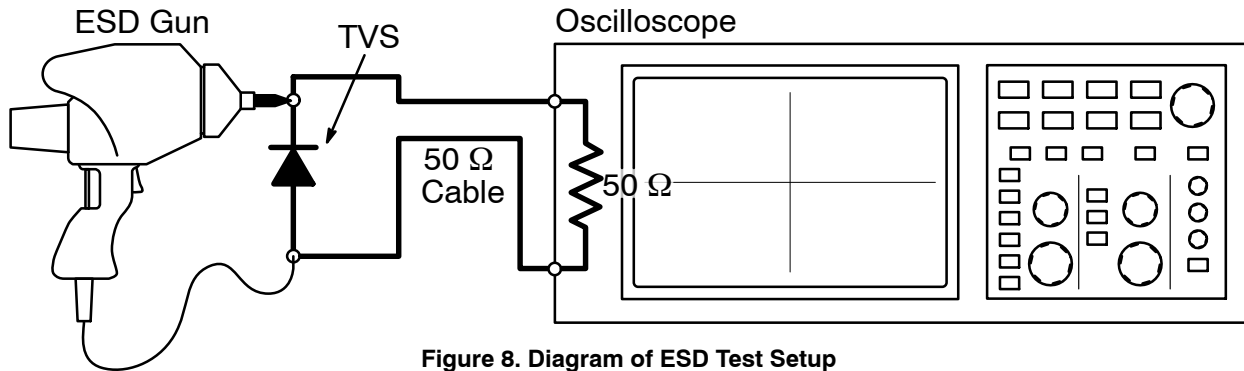 ESD Gun
TVS
Oscilloscope
50 Ω
Cable
50 Ω
Figure 8. Diagram of ESD Test Setup